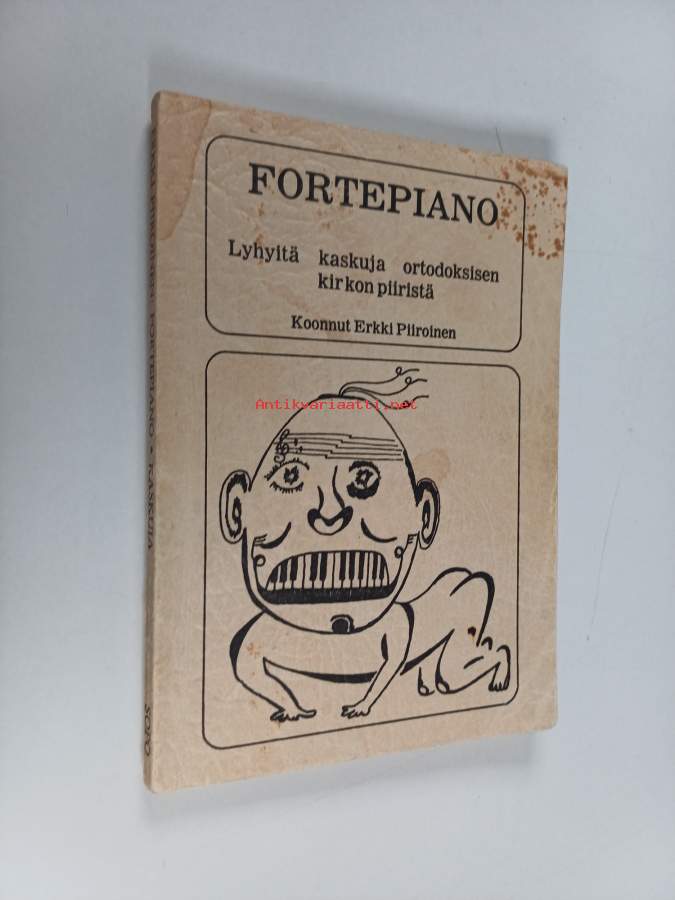 FORTEPIANO
Lyhyitä kaskuja ortodoksisen
kirkon piiristä
Koonnut Erkki Piiroinen
Antikvariaatti.net
PIIROINEN FORTEPIANO • KASKUJA
SOPO